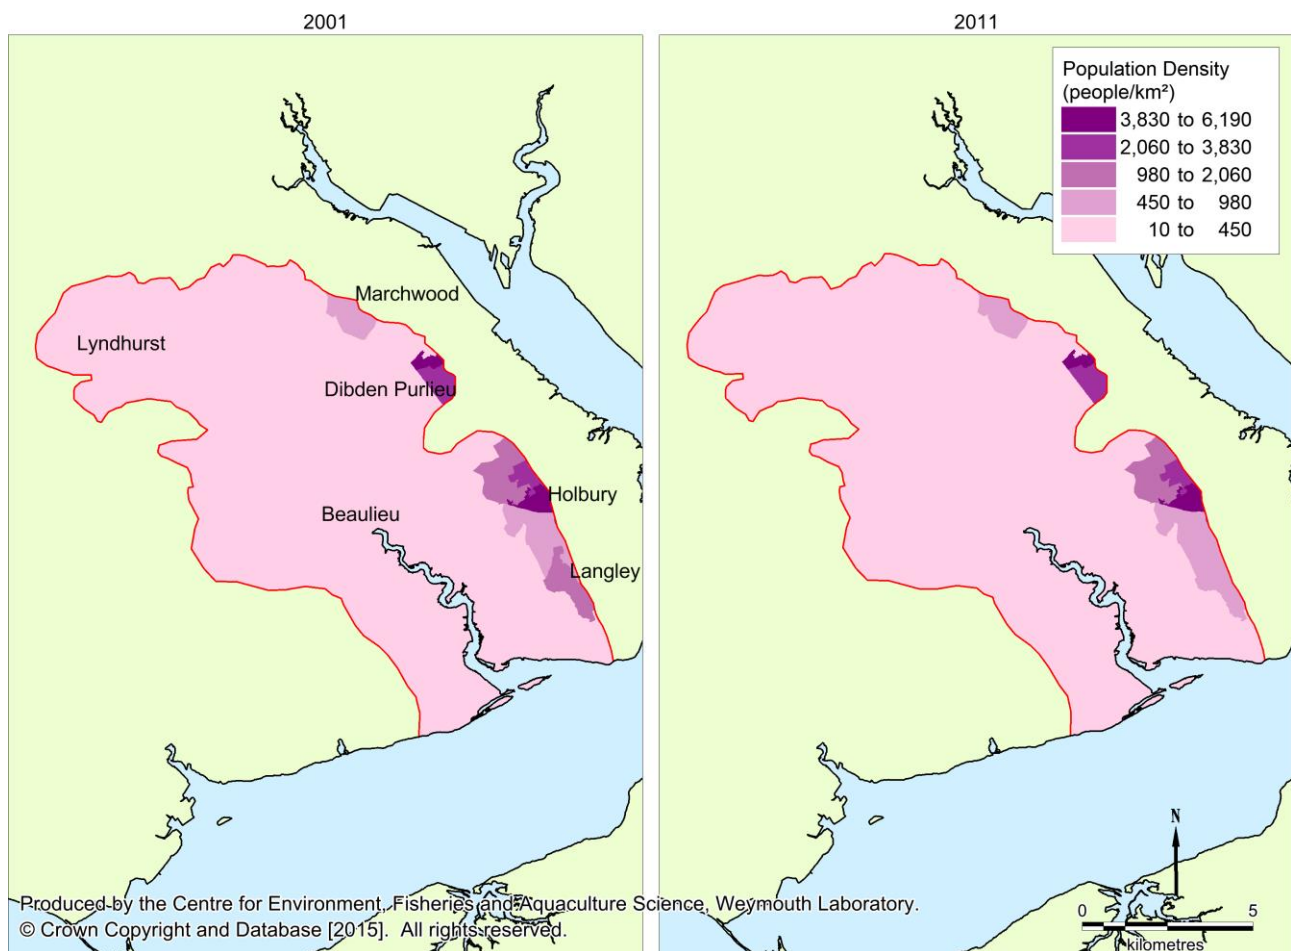 2001
2011
Population Density
(people/km²)
3,830 to 6,190
2,060 to 3,830
980 to 2,060
450 to 980
10 to 450
Marchwood
Lyndhurst
Dibden Purlieu
Holbury
Beaulieu
Langley
N
0 5
kilometres
Produced by the Centre for Environment, Fisheries and Aquaculture Science, Weymouth Laboratory.
© Crown Copyright and Database [2015]. All rights reserved.